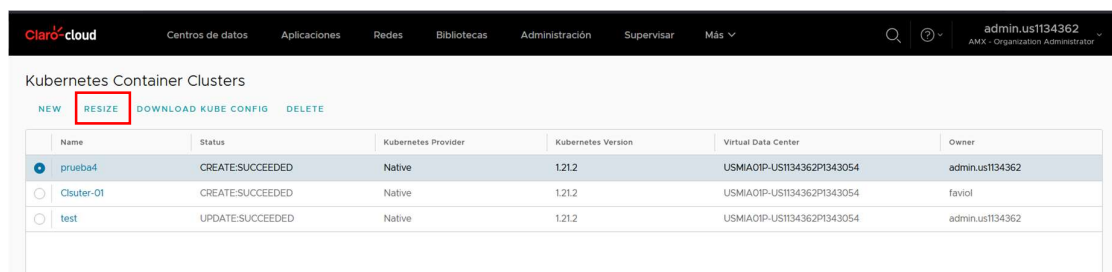 Claro-cloud Centros de datos Aplicaciones Redes Bibliotecas Administración Supervisar Más admin.us1134362
AMX - Organization Administrator
Kubernetes Container Clusters
NEW RESIZE DOWNLOAD KUBE CONFIG DELETE
Name Status Kubernetes Provider Kubernetes Version Virtual Data Center Owner
prueba4 CREATE:SUCCEEDED Native 1.21.2 USMIA01P-US1134362P1343054 admin.us1134362
Clsuter-01 CREATE:SUCCEEDED Native 1.21.2 USMIA01P-US1134362P1343054 faviol
test UPDATE:SUCCEEDED Native 1.21.2 USMIA01P-US1134362P1343054 admin.us1134362